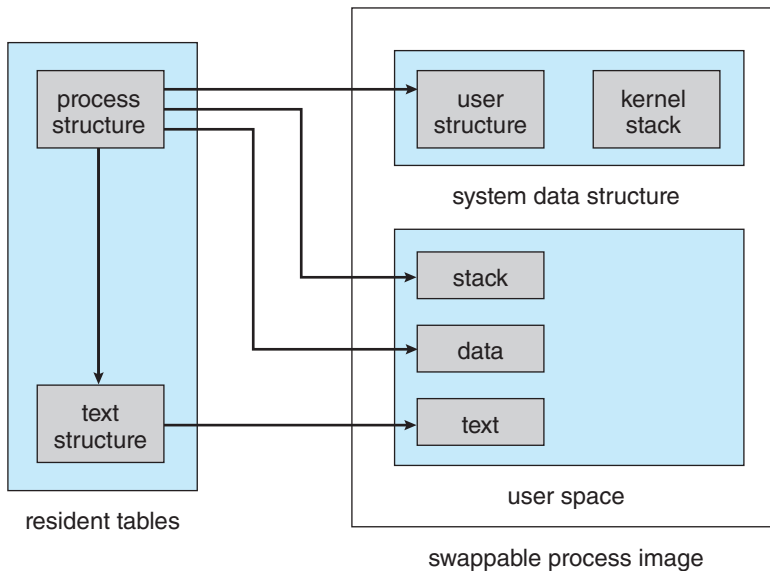 process
structure
user
structure
kernel
stack
system data structure
stack
data
text
structure
text
user space
resident tables
swappable process image